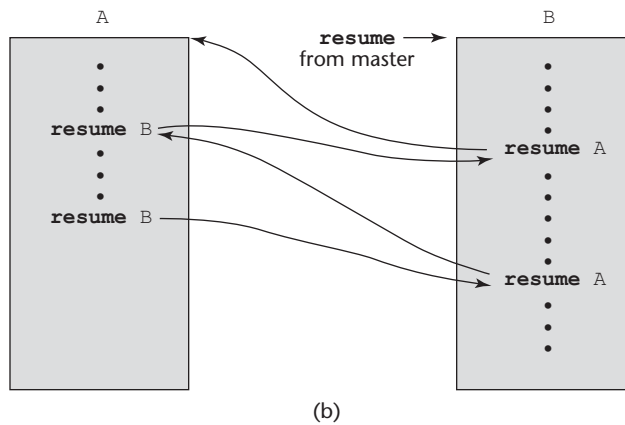 A
B
resume
from master
resume B
resume A
resume B
resume A
(b)